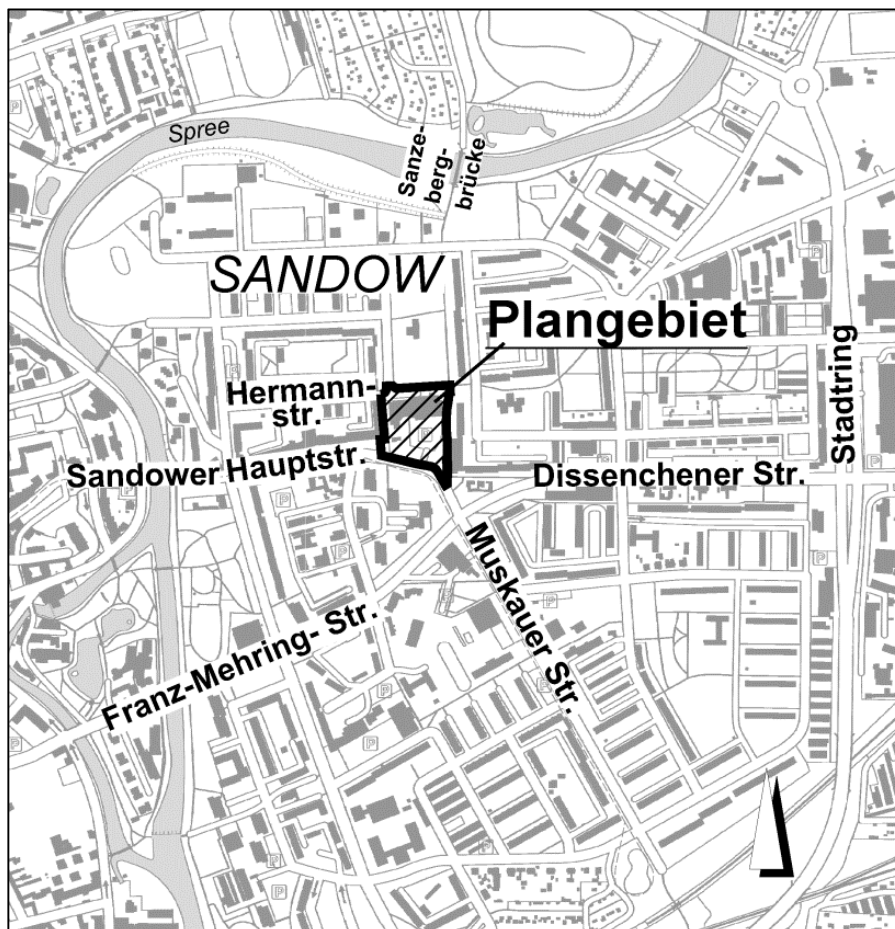 Spree
Sanze-
berg-
brücke
SANDOW
Plangebiet
Hermann-
str.
Stadtring
Sandower Hauptstr.
Dissenchener Str.
Muskauer Str.
Franz-Mehring- Str.